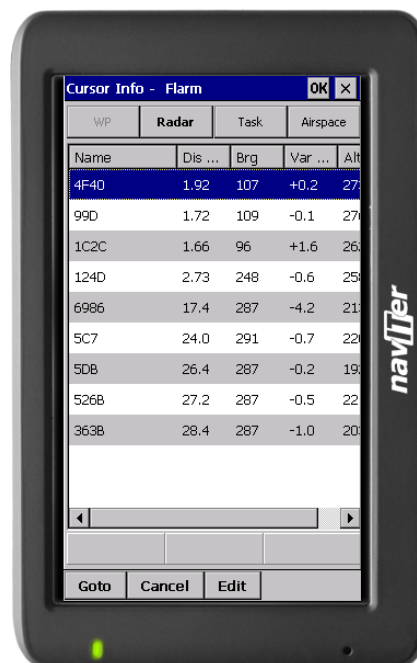 Cursor Info - Flarm OK ×
WP Radar Task Airspace
Name Dis ... Brg Var ... Alt
4F40 1.92 107 +0.2
99D 1.72 109 -0.1
1C2C 1.66 96 +1.6
124D 2.73 248 -0.6
6986 17.4 287 -4.2
5C7 24.0 291 -0.7
5DB 26.4 287 -0.2
526B 27.2 287 -0.5
363B 28.4 287 -1.0
Goto Cancel Edit
naviter